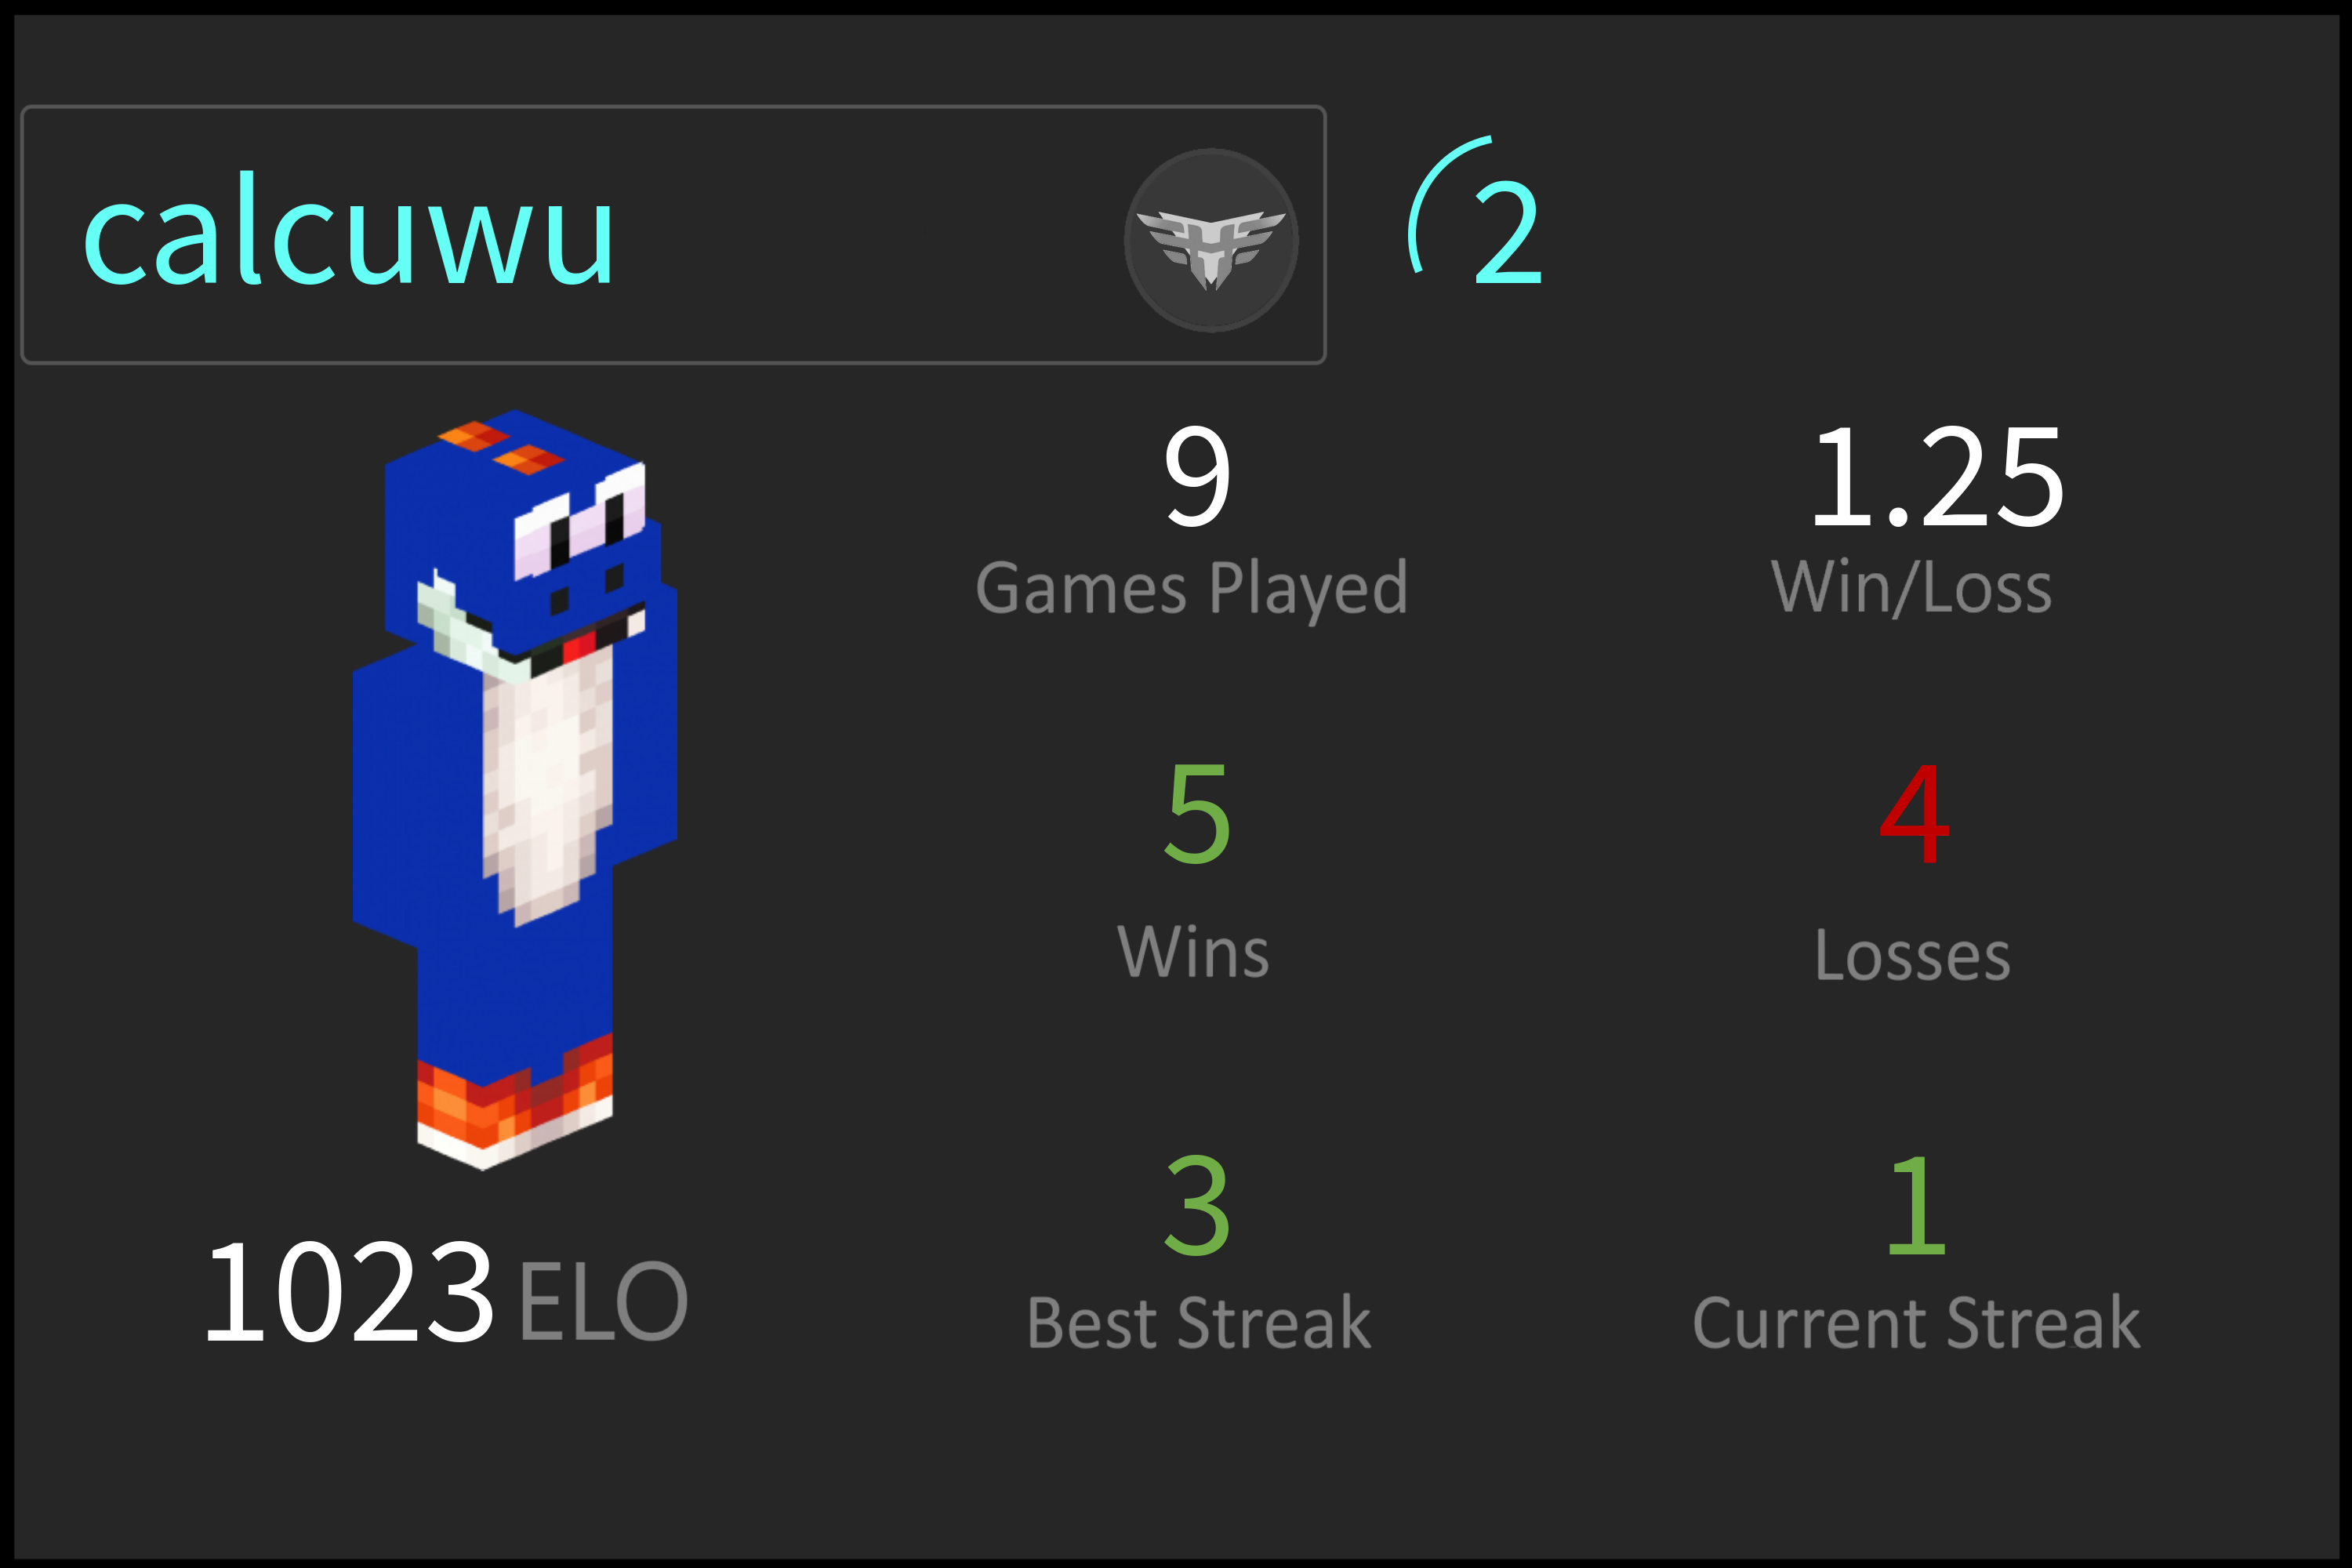 calcuwu
2
9
1.25
Games Played
Win/Loss
5
4
Wins
Losses
3
1
Best Streak
Current Streak
1023 ELO